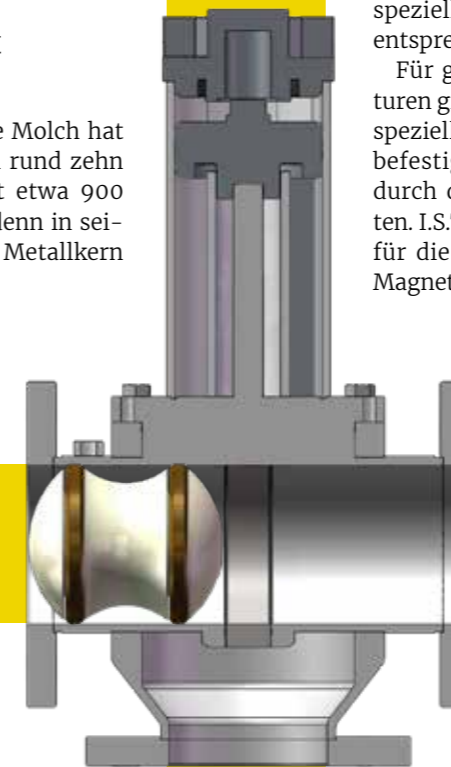 e Molch hat
rund zehn
t etwa 900
lenn in sei-
Metallkern
speziell
entspre
Für g
turen g
speziell
befestig
durch d
ten. I.S.
für die
Magnet